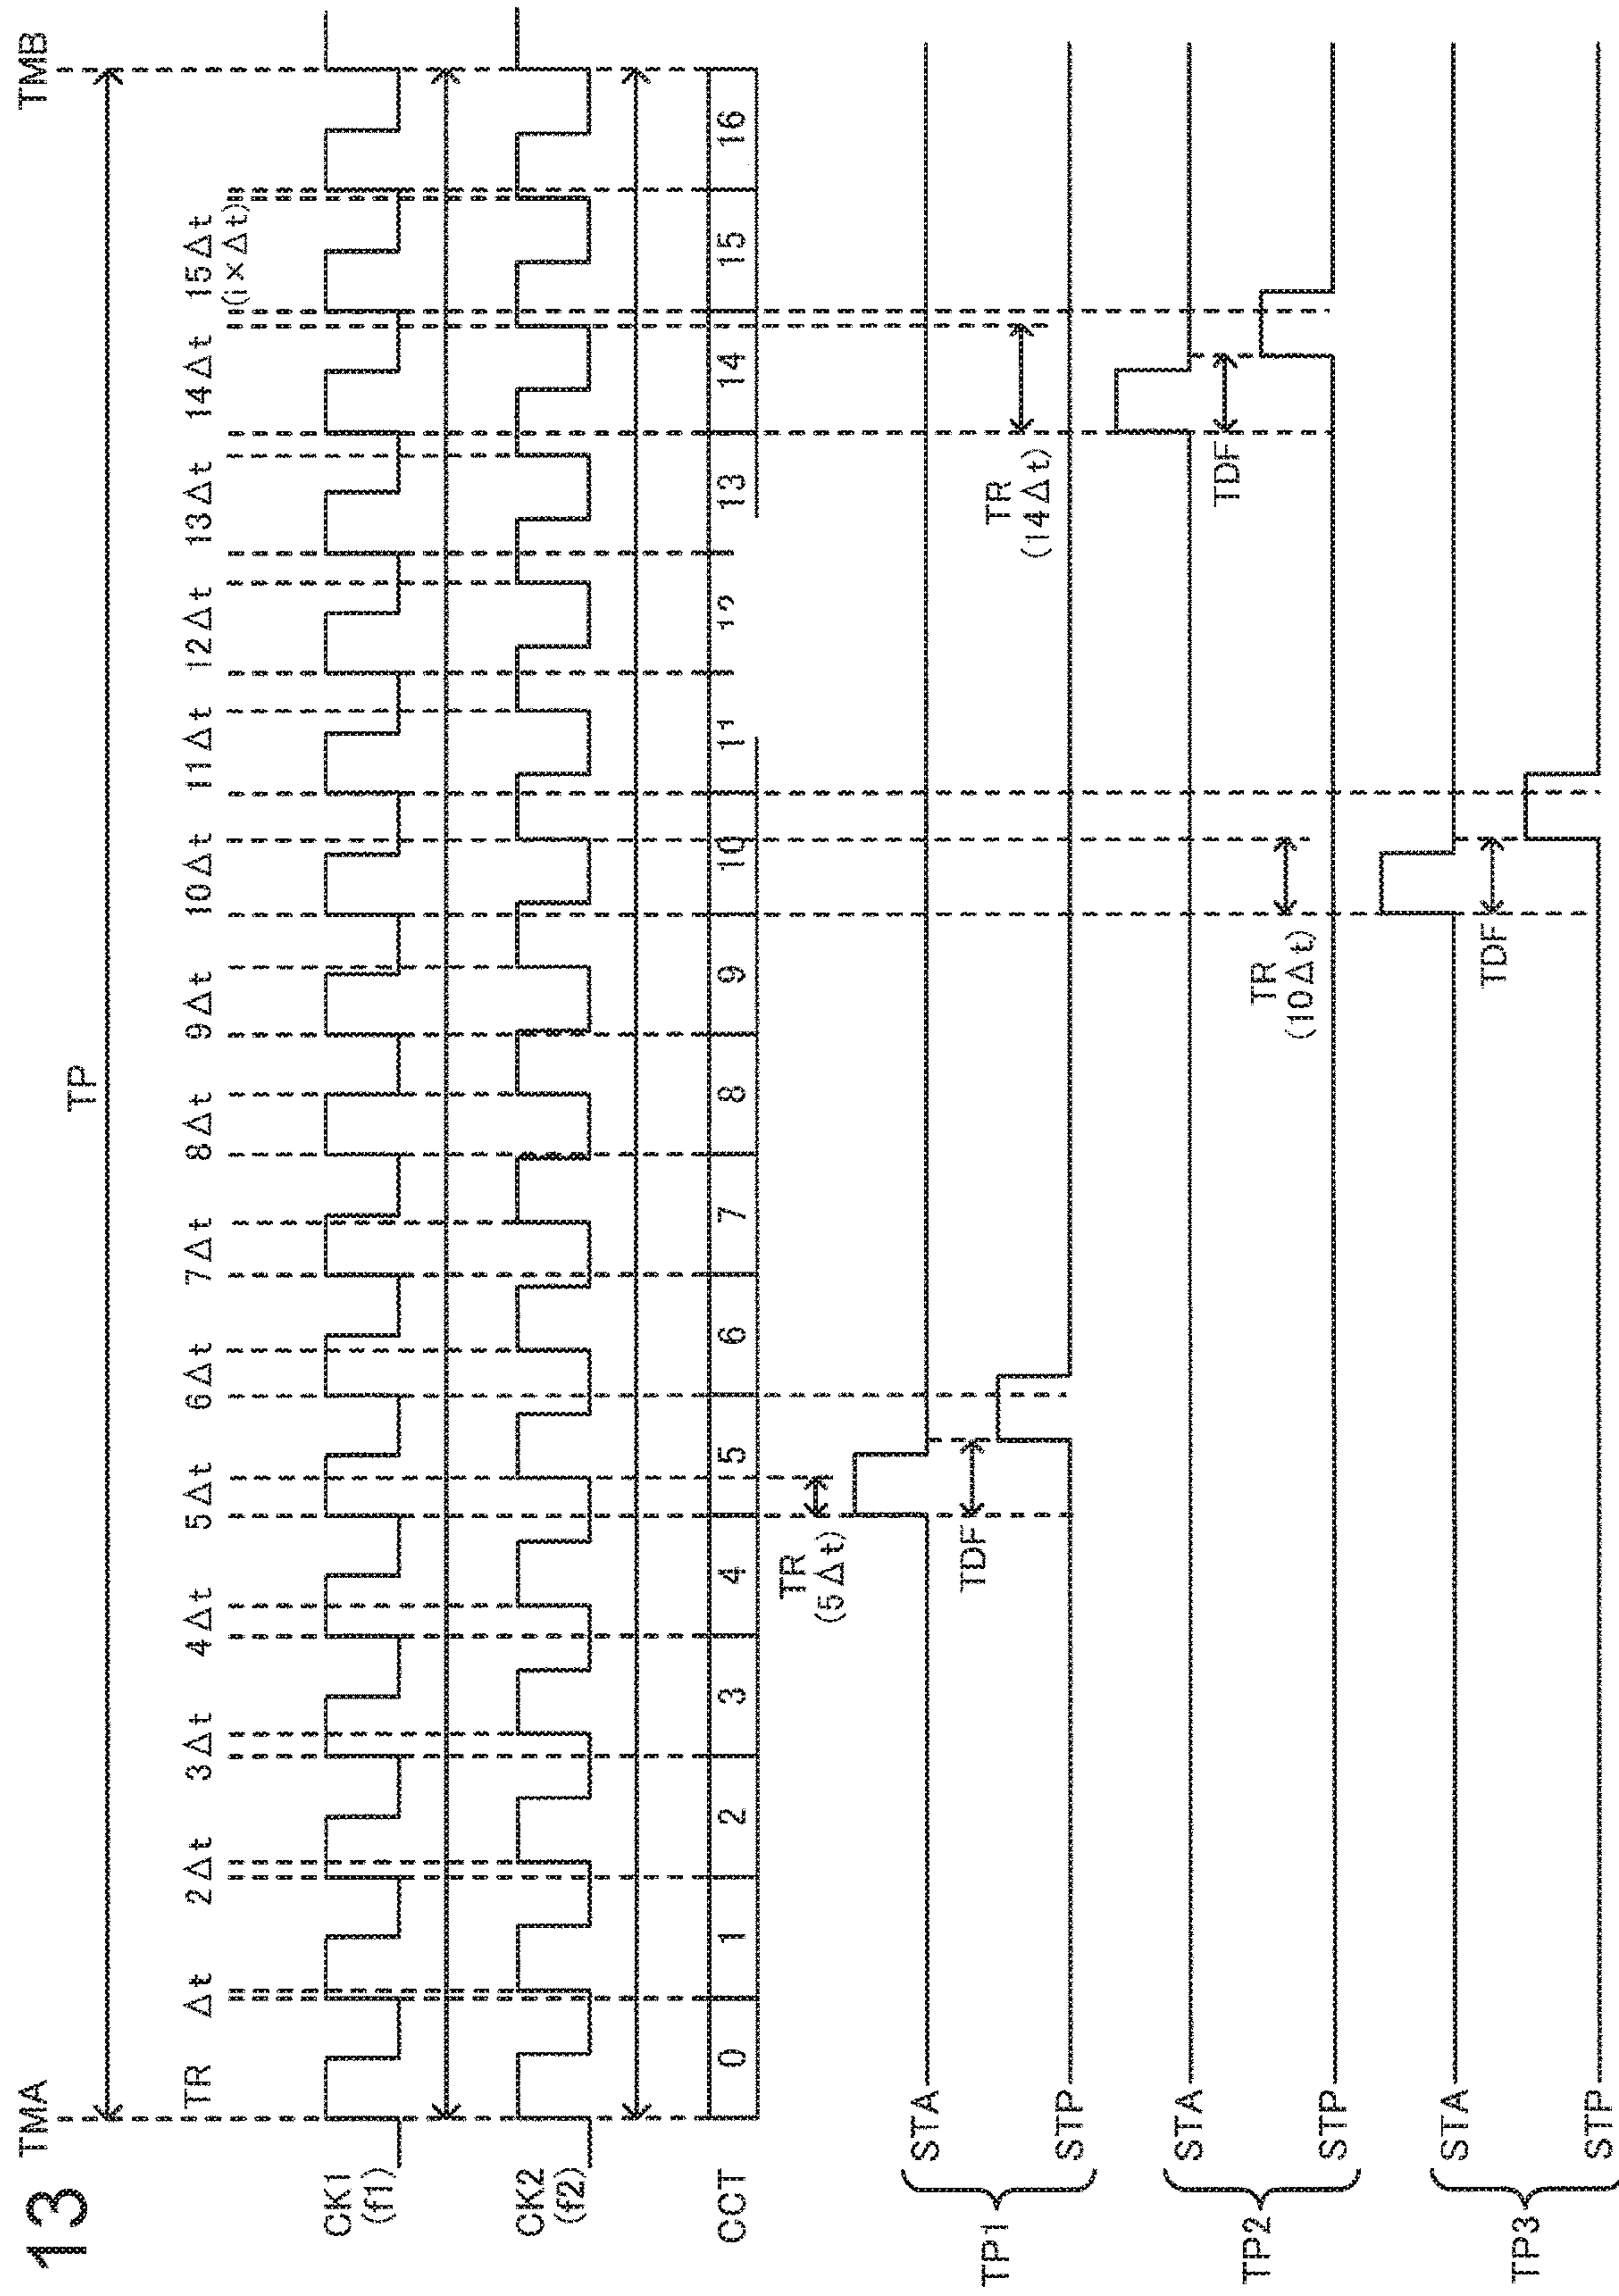 13
TMA
TMB
TP
TR
Δt
2Δt
3Δt
4Δt
5Δt
6Δt
7Δt
8Δt
9Δt
10Δt
11Δt
12Δt
13Δt
14Δt
15Δt
(i×Δt)
CK1
(f1)
CK2
(f2)
CCT
0
1
2
3
4
5
6
7
8
9
10
11
12
13
14
15
16
TP1
STA
STP
TR
(5Δt)
TDF
TP2
STA
STP
TR
(14Δt)
TDF
TP3
STA
STP
TR
(10Δt)
TDF